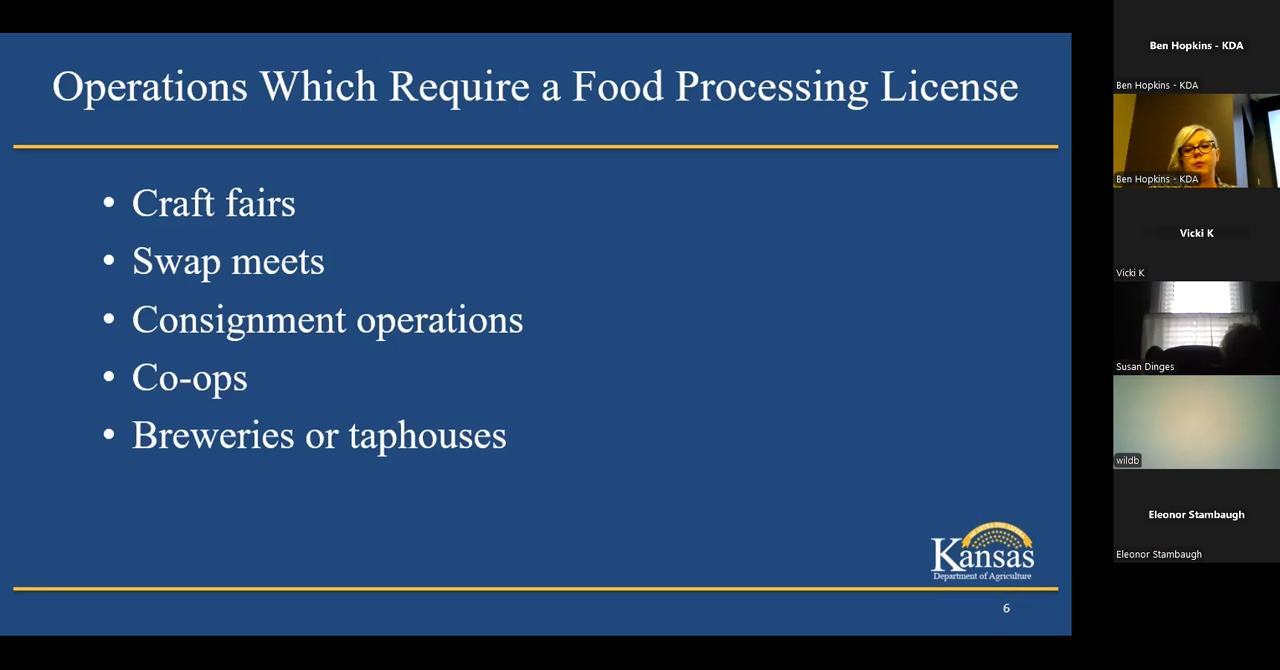 Operations Which Require a Food Processing License
• Craft fairs
• Swap meets
• Consignment operations
• Co-ops
• Breweries or taphouses
Kansas
Department of Agriculture
6
Ben Hopkins - KDA
Ben Hopkins - KDA
Ben Hopkins - KDA
Vicki K
Vicki K
Susan Dinges
wildb
Eleonor Stambaugh
Eleonor Stambaugh